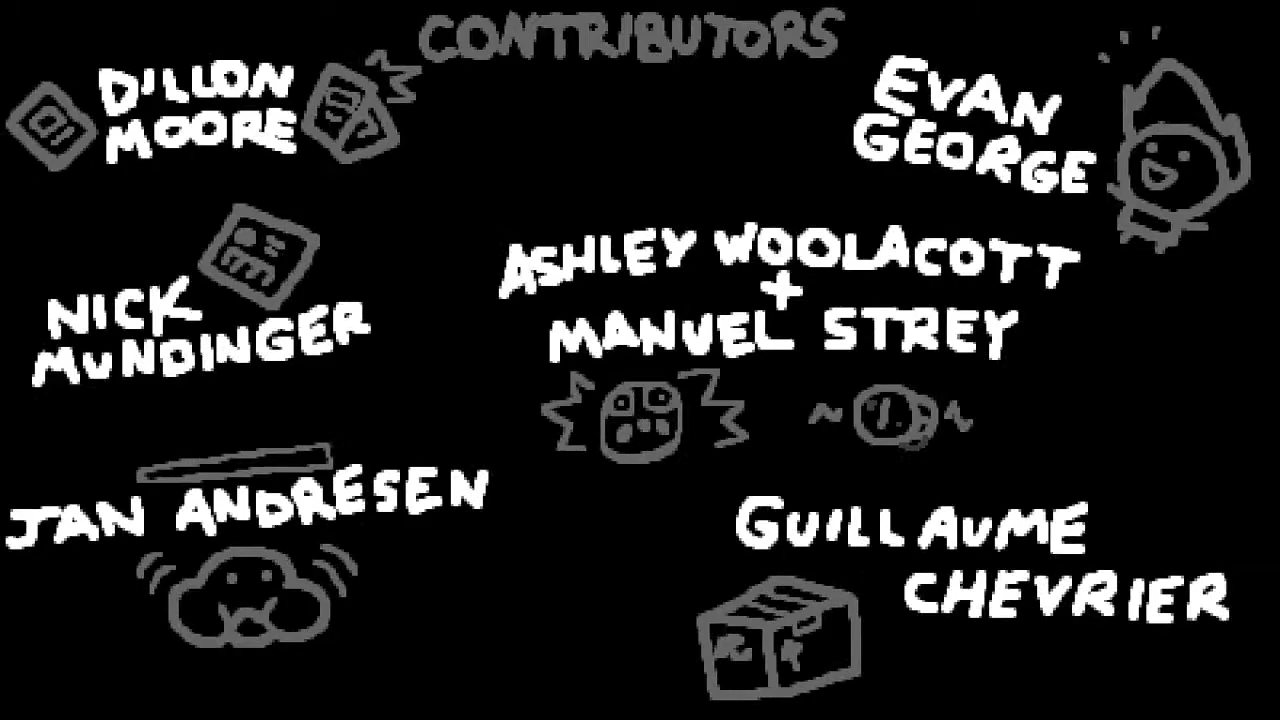 CONTRIBUTORS
DILLON
MOORE
EVAN
GEORGE
NICK
MUNDINGER
ASHLEY WOOLACOTT
+
MANUEL STREY
JAN ANDRESEN
GUILLAUME
CHEVRIER